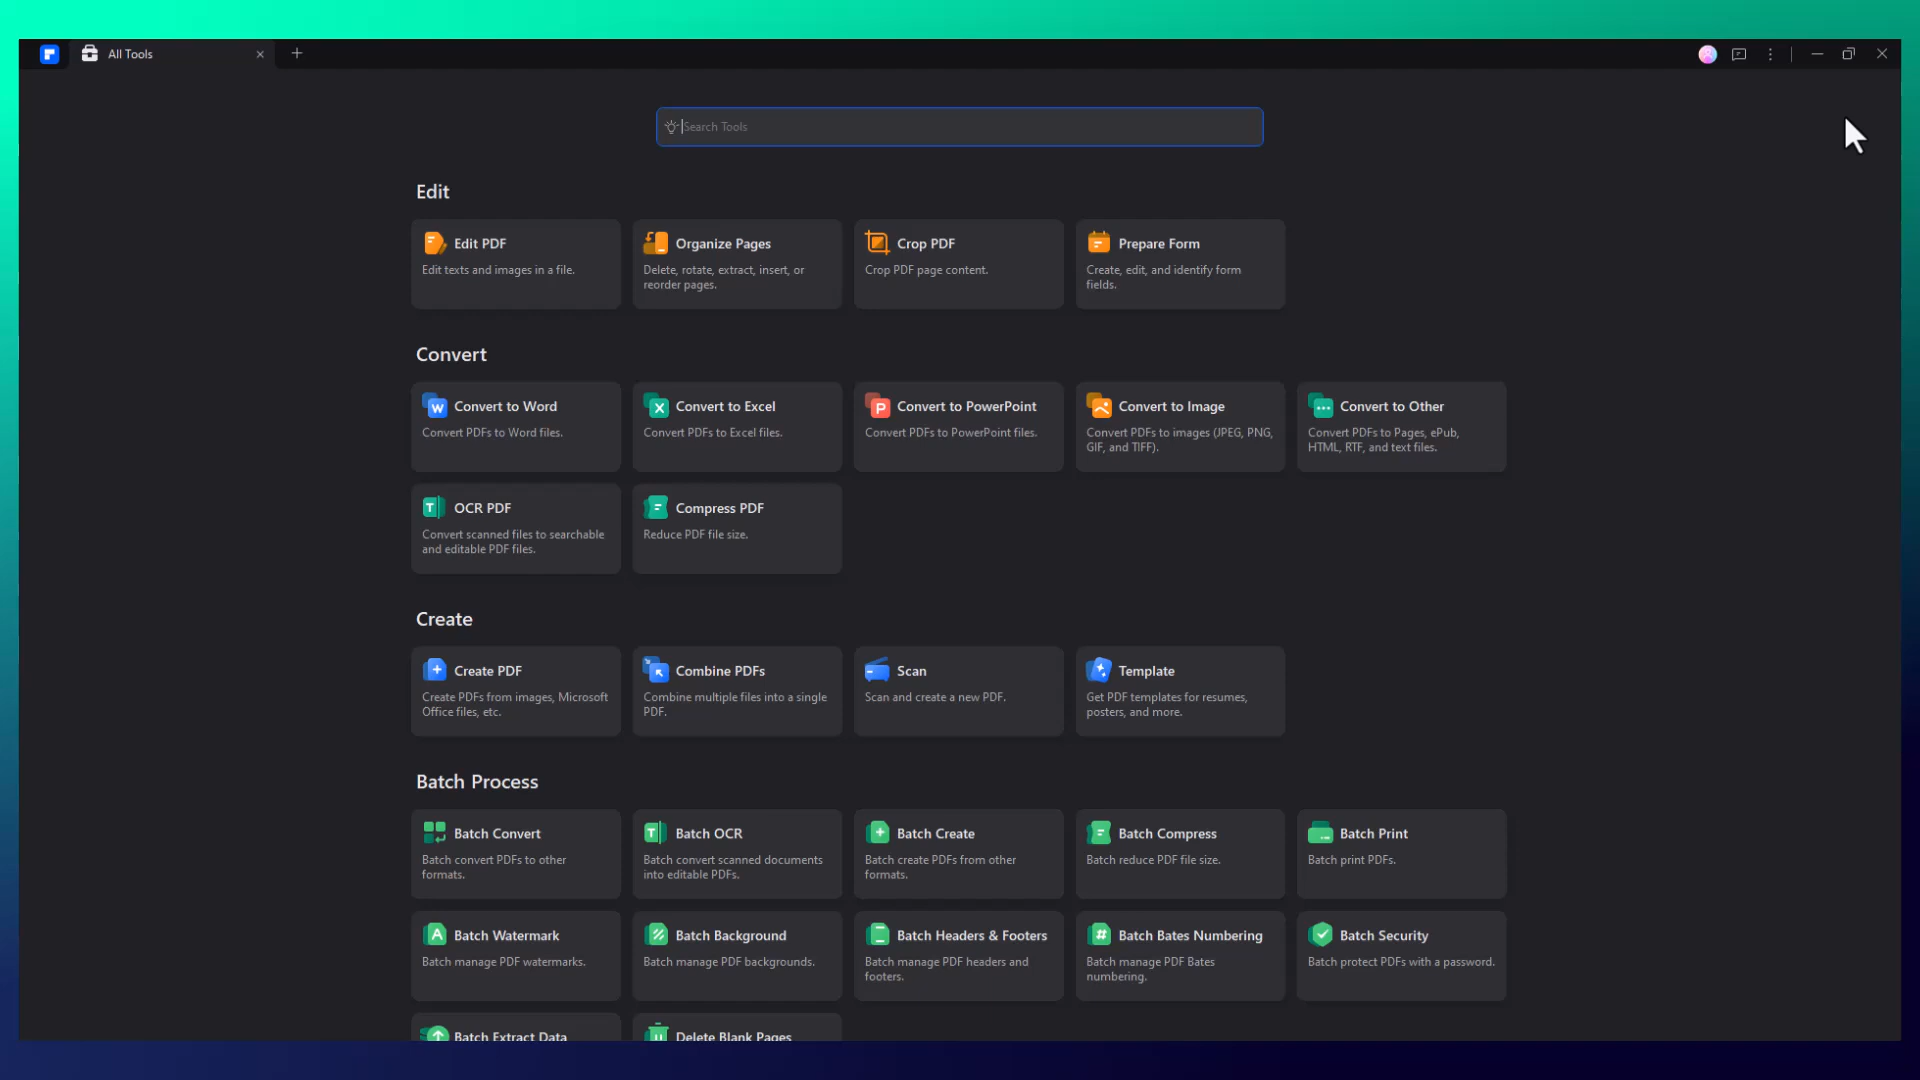 All Tools
Search Tools
Edit
Edit PDF
Edit texts and images in a file.
Organize Pages
Delete, rotate, extract, insert, or
reorder pages.
Crop PDF
Crop PDF page content.
Prepare Form
Create, edit, and identify form
fields.
Convert
Convert to Word
Convert PDFs to Word files.
Convert to Excel
Convert PDFs to Excel files.
Convert to PowerPoint
Convert PDFs to PowerPoint files.
Convert to Image
Convert PDFs to images (JPEG, PNG,
GIF, and TIFF).
Convert to Other
Convert PDFs to Pages, ePub,
HTML, RTF, and text files.
OCR PDF
Convert scanned files to searchable
and editable PDF files.
Compress PDF
Reduce PDF file size.
Create
Create PDF
Create PDFs from images, Microsoft
Office files, etc.
Combine PDFs
Combine multiple files into a single
PDF.
Scan
Scan and create a new PDF.
Template
Get PDF templates for resumes,
posters, and more.
Batch Process
Batch Convert
Batch convert PDFs to other
formats.
Batch OCR
Batch convert scanned documents
into editable PDFs.
Batch Create
Batch create PDFs from other
formats.
Batch Compress
Batch reduce PDF file size.
Batch Print
Batch print PDFs.
Batch Watermark
Batch manage PDF watermarks.
Batch Background
Batch manage PDF backgrounds.
Batch Headers & Footers
Batch manage PDF headers and
footers.
Batch Bates Numbering
Batch manage PDF Bates
numbering.
Batch Security
Batch protect PDFs with a password.
Batch Extract Data
Delete Blank Pages